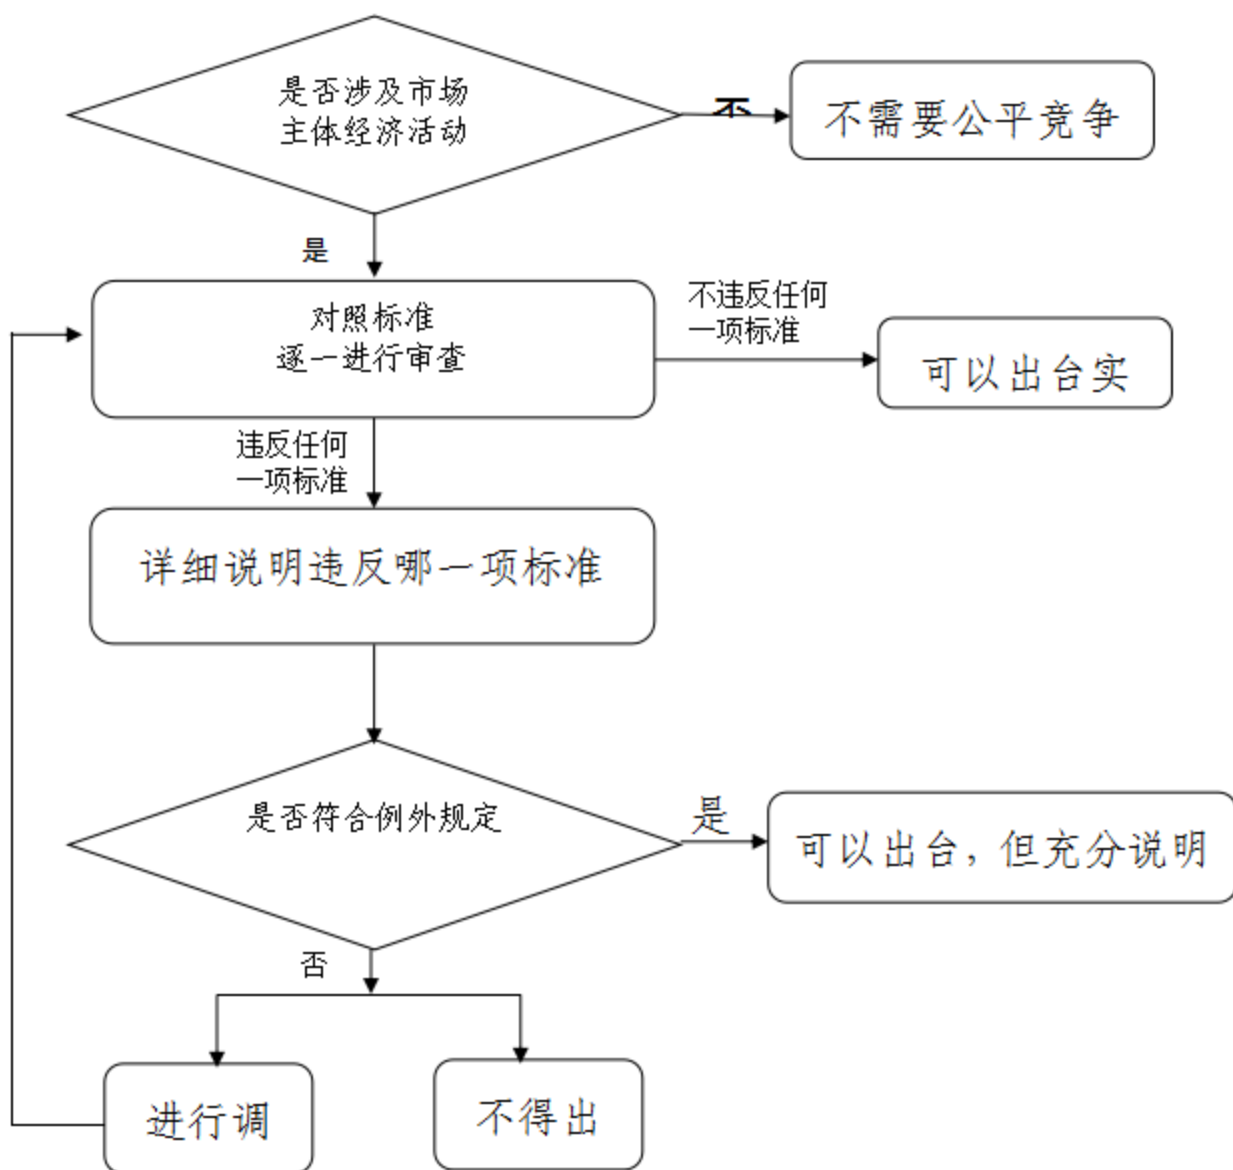 是否涉及市场
主体经济活动
否
不需要公平竞争
是
对照标准
逐一进行审查
不违反任何
一项标准
可以出台实
违反任何
一项标准
详细说明违反哪一项标准
是否符合例外规定
是
可以出台，但充分说明
否
进行调
不得出